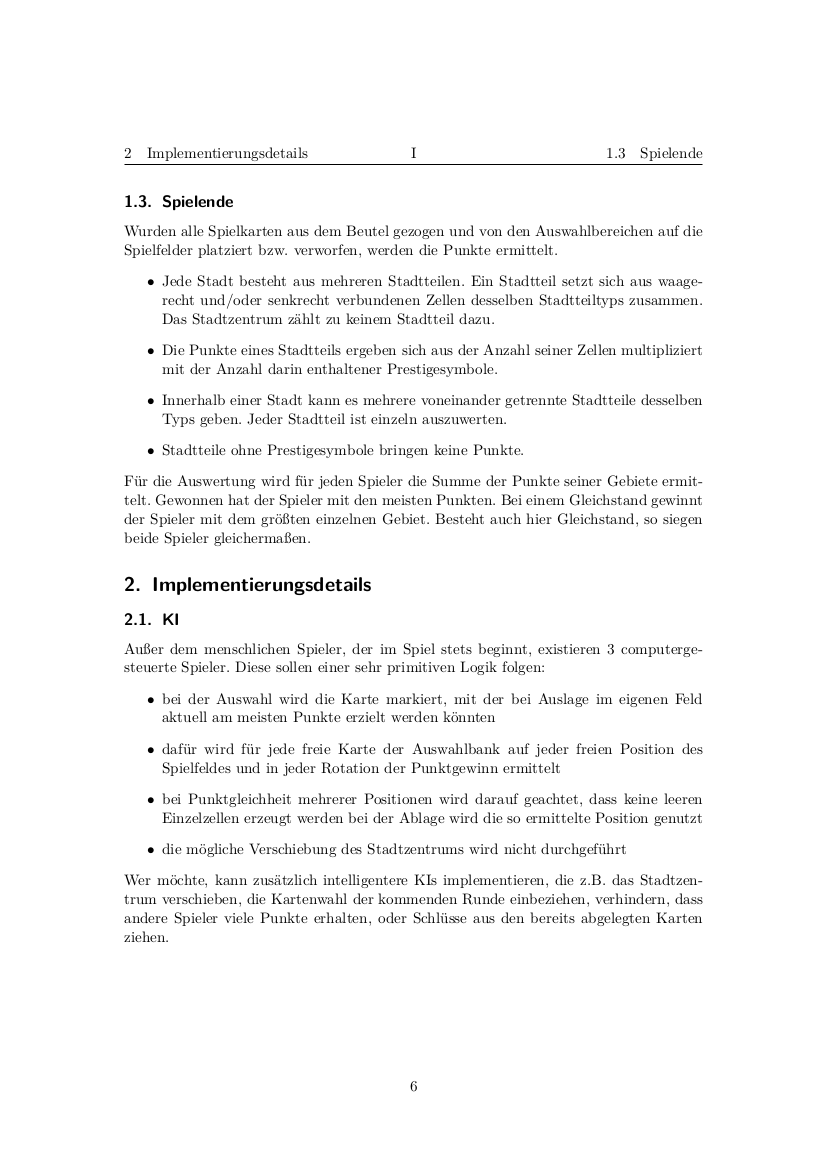 2 Implementierungsdetails I 1.3 Spielende
1.3. Spielende
Wurden alle Spielkarten aus dem Beutel gezogen und von den Auswahlbereichen auf die
Spielfelder platziert bzw. verworfen, werden die Punkte ermittelt.
• Jede Stadt besteht aus mehreren Stadtteilen. Ein Stadtteil setzt sich aus waage-
recht und/oder senkrecht verbundenen Zellen desselben Stadtteiltyps zusammen.
Das Stadtzentrum zählt zu keinem Stadtteil dazu.
• Die Punkte eines Stadtteils ergeben sich aus der Anzahl seiner Zellen multipliziert
mit der Anzahl darin enthaltener Prestigesymbole.
• Innerhalb einer Stadt kann es mehrere voneinander getrennte Stadtteile desselben
Typs geben. Jeder Stadtteil ist einzeln auszuwerten.
• Stadtteile ohne Prestigesymbole bringen keine Punkte.
Für die Auswertung wird für jeden Spieler die Summe der Punkte seiner Gebiete ermit-
telt. Gewonnen hat der Spieler mit den meisten Punkten. Bei einem Gleichstand gewinnt
der Spieler mit dem größten einzelnen Gebiet. Besteht auch hier Gleichstand, so siegen
beide Spieler gleichermaßen.
2. Implementierungsdetails
2.1. KI
Außer dem menschlichen Spieler, der im Spiel stets beginnt, existieren 3 computerge-
steuerte Spieler. Diese sollen einer sehr primitiven Logik folgen:
• bei der Auswahl wird die Karte markiert, mit der bei Auslage im eigenen Feld
aktuell am meisten Punkte erzielt werden könnten
• dafür wird für jede freie Karte der Auswahlbank auf jeder freien Position des
Spielfeldes und in jeder Rotation der Punktgewinn ermittelt
• bei Punktgleichheit mehrerer Positionen wird darauf geachtet, dass keine leeren
Einzelzellen erzeugt werden bei der Ablage wird die so ermittelte Position genutzt
• die mögliche Verschiebung des Stadtzentrums wird nicht durchgeführt
Wer möchte, kann zusätzlich intelligentere KIs implementieren, die z.B. das Stadtzen-
trum verschieben, die Kartenwahl der kommenden Runde einbeziehen, verhindern, dass
andere Spieler viele Punkte erhalten, oder Schlüsse aus den bereits abgelegten Karten
ziehen.
6